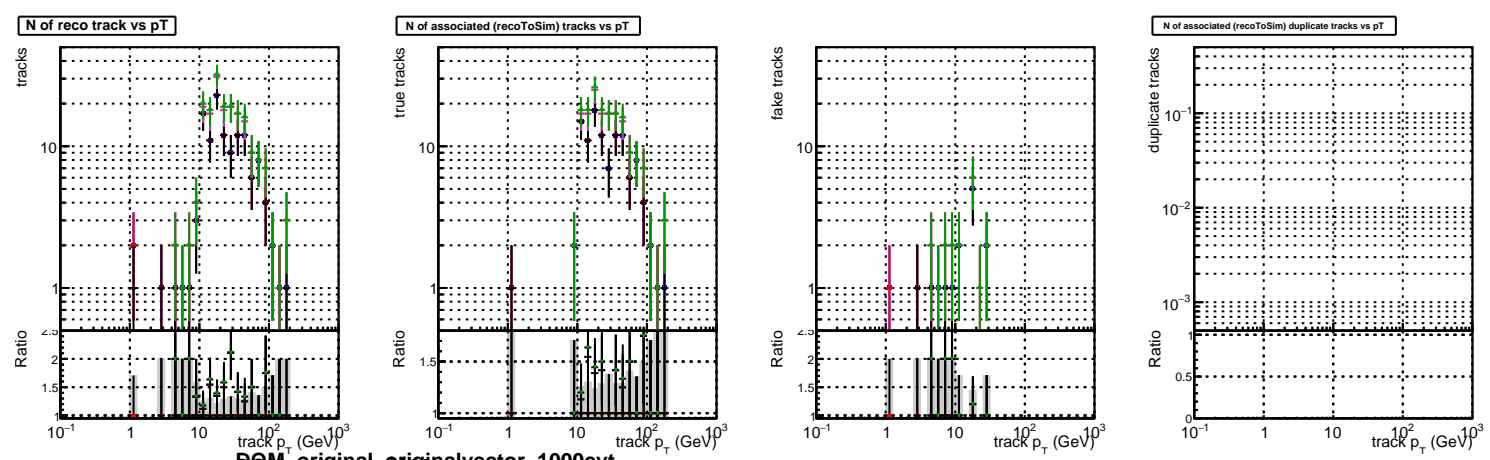 N of reco track vs pT
N of associated (recoToSim) tracks vs pT
N of associated (recoToSim) duplicate tracks vs pT
tracks
10
1
Ratio
2.5
2
1.5
1
10⁻¹ 1 10 10² 10³
track p_T (GeV)
true tracks
10
1
Ratio
1.5
1
10⁻¹ 1 10 10² 10³
track p_T (GeV)
fake tracks
10
1
Ratio
2.5
2
1.5
1
10⁻¹ 1 10 10² 10³
track p_T (GeV)
duplicate tracks
10⁻¹
10⁻²
10⁻³
Ratio
1
0.5
0
10⁻¹ 1 10 10² 10³
track p_T (GeV)
original_originalvector_1000evt